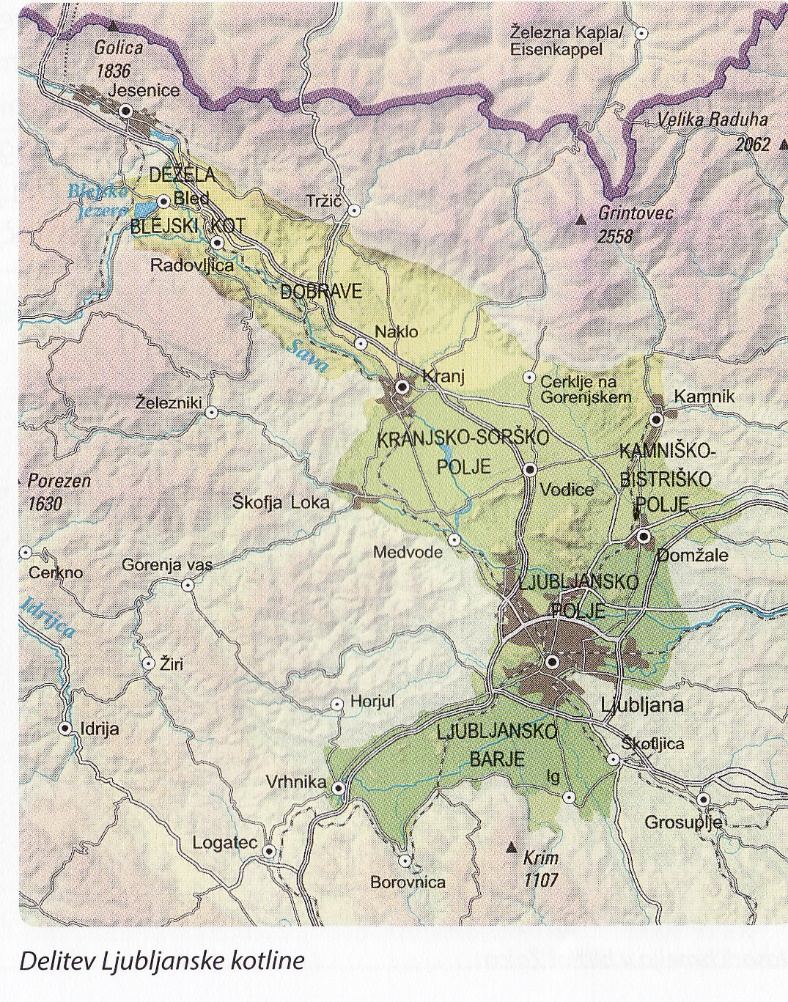 Železna Kapla/
Eisenkappel
Golica
1836
Jesenice
Velika Raduha
2062
DEŽELA
Blejsko
jezero
Bled
Tržič
BLEJSKI KOT
Grintovec
2558
Radovljica
DOBRAVE
Naklo
Sava
Kranj
Cerklje na
Gorenjskem
Železniki
Kamnik
KRANJSKO-SORŠKO
POLJE
KAMNIŠKO-
BISTRIŠKO
POLJE
Porezen
1630
Vodice
Škofja Loka
Medvode
Domžale
Cerkno
Gorenja vas
LJUBLJANSKO
POLJE
Idrijca
Žiri
Horjul
Ljubljana
Idrija
LJUBLJANSKO
BARJE
Škofljica
Ig
Vrhnika
Grosuplje
Logatec
Krim
1107
Borovnica
Delitev Ljubljanske kotline